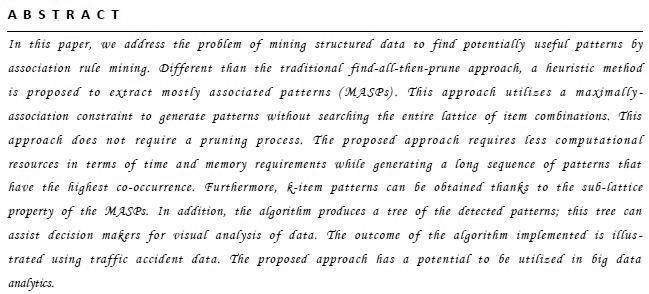 ABSTRACT
In this paper, we address the problem of mining structured data to find potentially useful patterns by
association rule mining. Different than the traditional find-all-then-prune approach, a heuristic method
is proposed to extract mostly associated patterns (MASPs). This approach utilizes a maximally-
association constraint to generate patterns without searching the entire lattice of item combinations. This
approach does not require a pruning process. The proposed approach requires less computational
resources in terms of time and memory requirements while generating a long sequence of patterns that
have the highest co-occurrence. Furthermore, k-item patterns can be obtained thanks to the sub-lattice
property of the MASPs. In addition, the algorithm produces a tree of the detected patterns; this tree can
assist decision makers for visual analysis of data. The outcome of the algorithm implemented is illus-
trated using traffic accident data. The proposed approach has a potential to be utilized in big data
analytics.